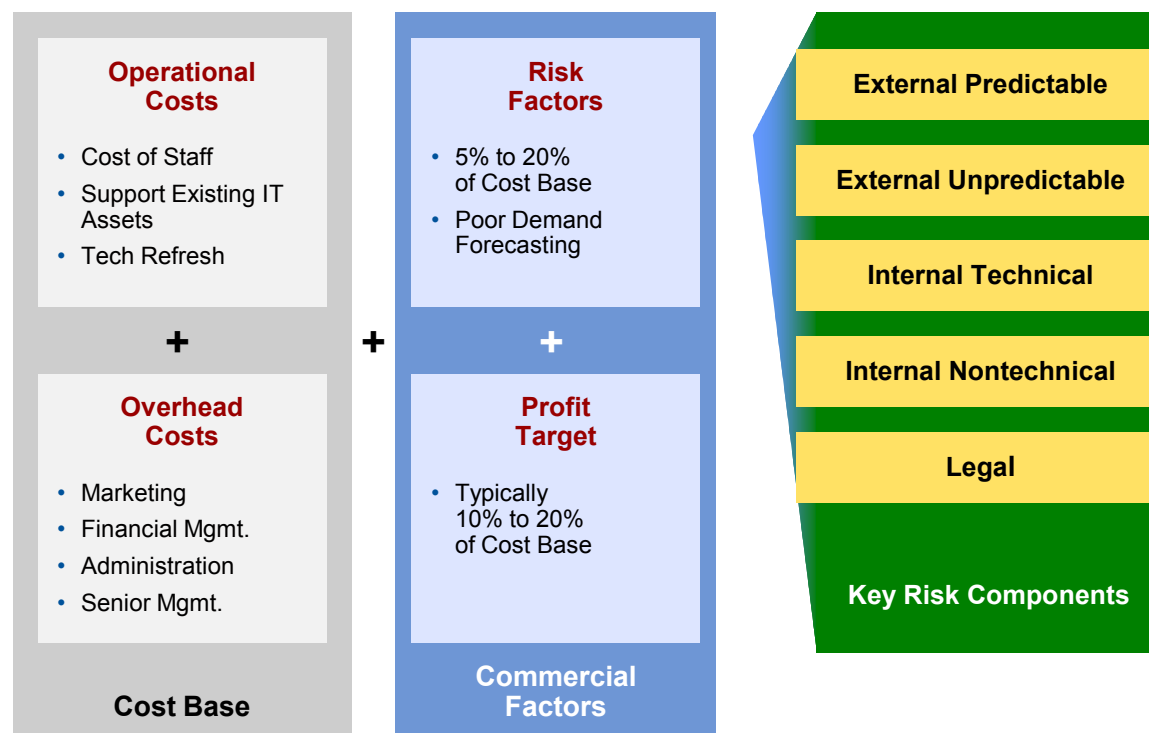 Operational
Costs
• Cost of Staff
• Support Existing IT
Assets
• Tech Refresh
+
Overhead
Costs
• Marketing
• Financial Mgmt.
• Administration
• Senior Mgmt.
Cost Base
+
Risk
Factors
• 5% to 20%
of Cost Base
• Poor Demand
Forecasting
+
Profit
Target
• Typically
10% to 20%
of Cost Base
Commercial
Factors
External Predictable
External Unpredictable
Internal Technical
Internal Nontechnical
Legal
Key Risk Components